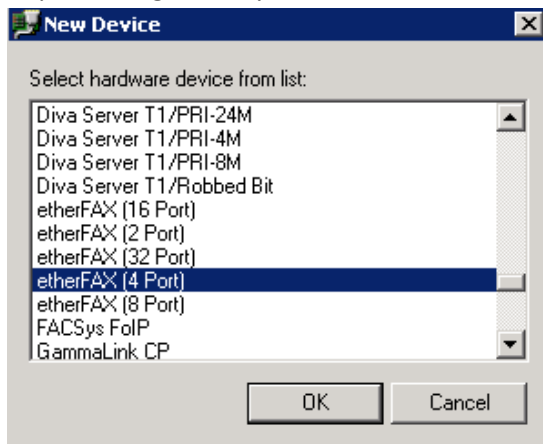 New Device
Select hardware device from list:
Diva Server T1/PRI-24M
Diva Server T1/PRI-4M
Diva Server T1/PRI-8M
Diva Server T1/Robbed Bit
etherFAX (16 Port)
etherFAX (2 Port)
etherFAX (32 Port)
etherFAX (4 Port)
etherFAX (8 Port)
FACSys FoIP
GammaLink CP
OK Cancel